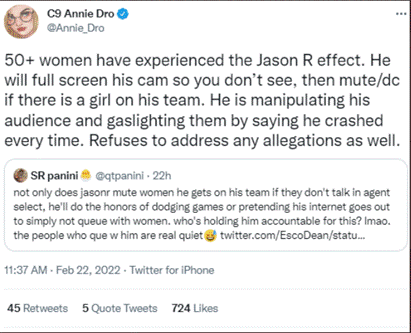 C9 Annie Dro
@Annie_Dro
50+ women have experienced the Jason R effect. He
will full screen his cam so you don't see, then mute/dc
if there is a girl on his team. He is manipulating his
audience and gaslighting them by saying he crashed
every time. Refuses to address any allegations as well.
SR panini @qtpanini · 22h
not only does jasonr mute women he gets on his team if they don't talk in agent
select, he'll do the honors of dodging games or pretending his internet goes out
to simply not queue with women. who's holding him accountable for this? lmao.
the people who que w him are real quiet😅 twitter.com/EscoDean/statu...
11:37 AM · Feb 22, 2022 · Twitter for iPhone
45 Retweets 5 Quote Tweets 724 Likes